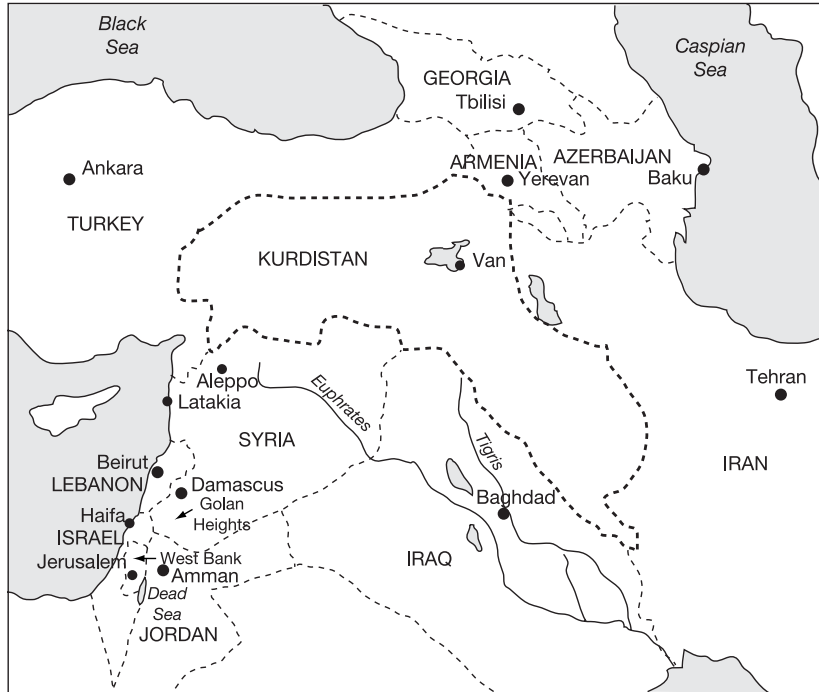 Black
Sea
Caspian
Sea
GEORGIA
Tbilisi
ARMENIA
AZERBAIJAN
Yerevan
Baku
Ankara
TURKEY
KURDISTAN
Van
Aleppo
Latakia
Euphrates
Tigris
Tehran
SYRIA
IRAN
Beirut
LEBANON
Damascus
Golan
Heights
Baghdad
Haifa
ISRAEL
IRAQ
Jerusalem
West Bank
Amman
Dead
Sea
JORDAN